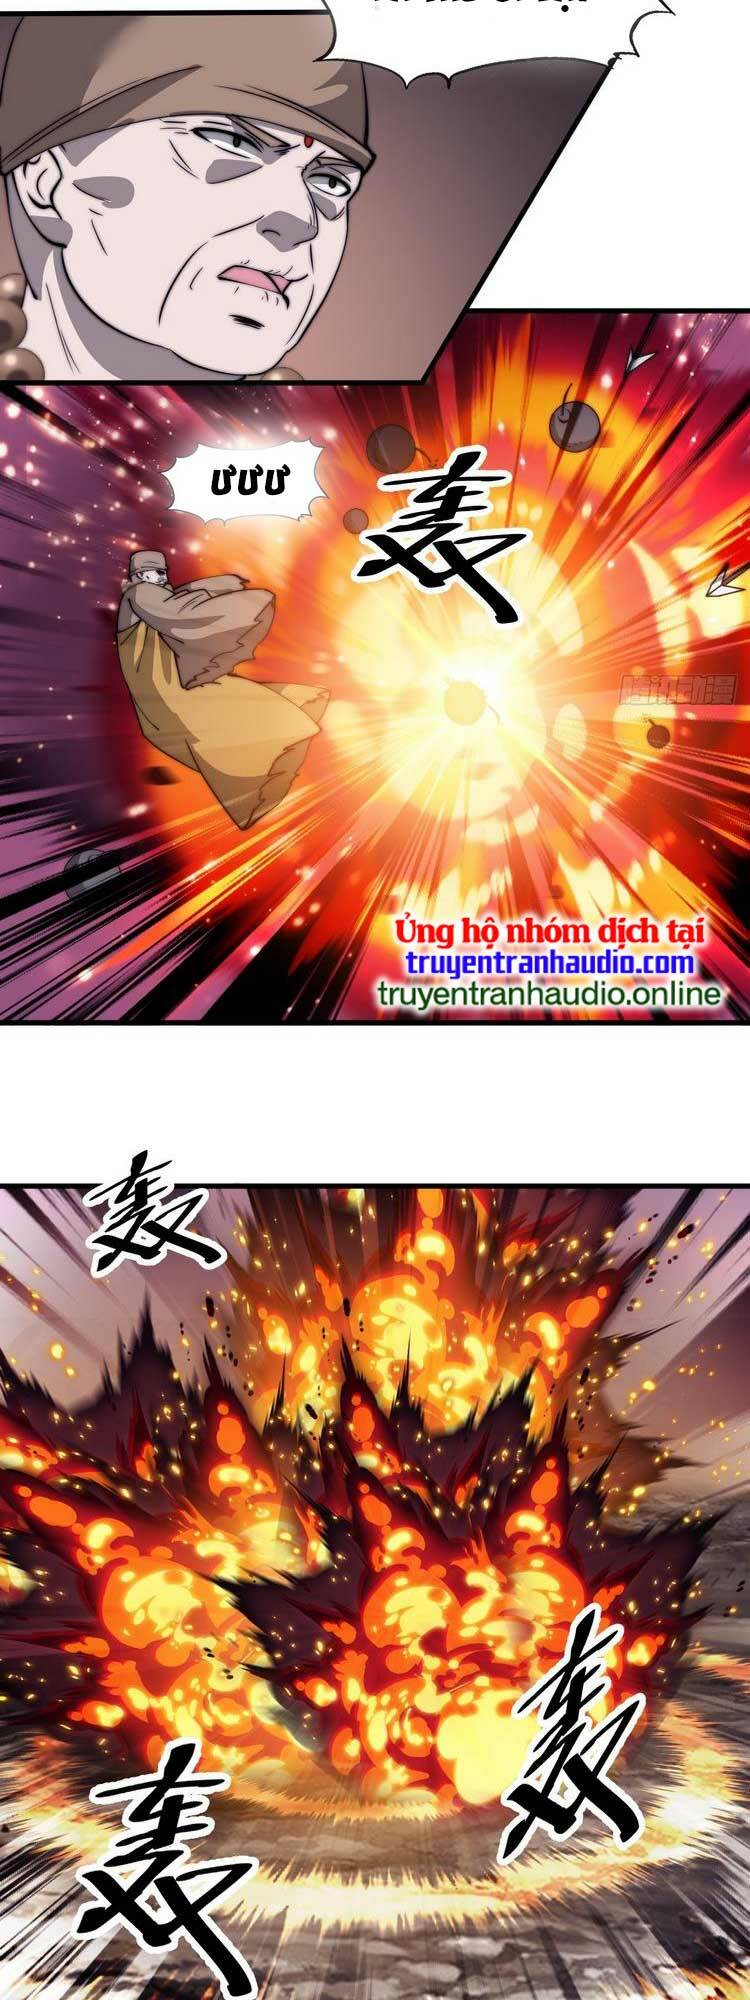 ƯƯƯ
轰
Ủng hộ nhóm dịch tại
truyentranhaudio.com
truyentranhaudio.online
轰
轰
轰